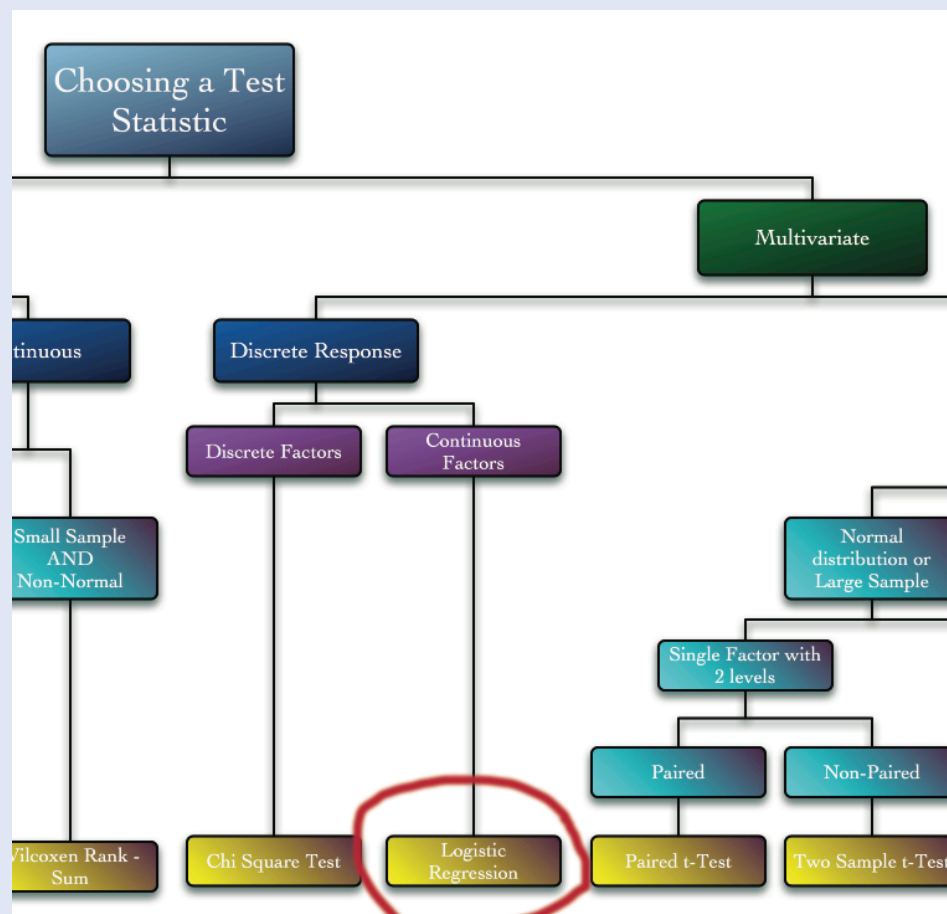 Choosing a Test
Statistic
Multivariate
tinuous
Discrete Response
Discrete Factors
Continuous
Factors
Small Sample
AND
Non-Normal
Normal
distribution or
Large Sample
Single Factor with
2 levels
Paired
Non-Paired
Vilcoxen Rank -
Sum
Chi Square Test
Logistic
Regression
Paired t-Test
Two Sample t-Test